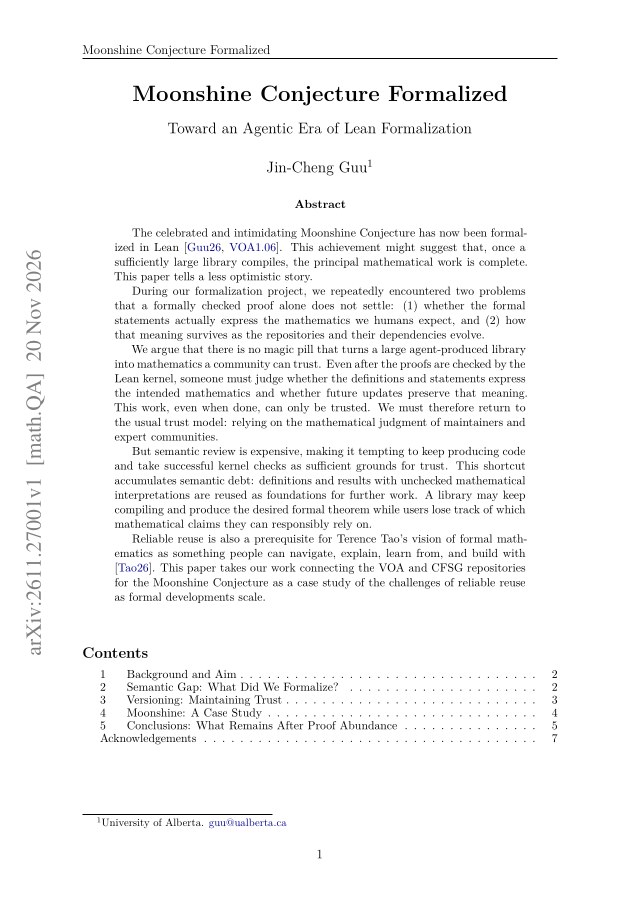 Moonshine Conjecture Formalized
Moonshine Conjecture Formalized
Toward an Agentic Era of Lean Formalization
Jin-Cheng Guu1
Abstract
The celebrated and intimidating Moonshine Conjecture has now been formal-
ized in Lean [Guu26, VOA1.06]. This achievement might suggest that, once a
sufficiently large library compiles, the principal mathematical work is complete.
This paper tells a less optimistic story.
During our formalization project, we repeatedly encountered two problems
that a formally checked proof alone does not settle: (1) whether the formal
statements actually express the mathematics we humans expect, and (2) how
that meaning survives as the repositories and their dependencies evolve.
We argue that there is no magic pill that turns a large agent-produced library
into mathematics a community can trust. Even after the proofs are checked by the
Lean kernel, someone must judge whether the definitions and statements express
the intended mathematics and whether future updates preserve that meaning.
This work, even when done, can only be trusted. We must therefore return to
the usual trust model: relying on the mathematical judgment of maintainers and
expert communities.
But semantic review is expensive, making it tempting to keep producing code
and take successful kernel checks as sufficient grounds for trust. This shortcut
accumulates semantic debt: definitions and results with unchecked mathematical
interpretations are reused as foundations for further work. A library may keep
compiling and produce the desired formal theorem while users lose track of which
mathematical claims they can responsibly rely on.
Reliable reuse is also a prerequisite for Terence Tao's vision of formal math-
ematics as something people can navigate, explain, learn from, and build with
[Tao26]. This paper takes our work connecting the VOA and CFSG repositories
for the Moonshine Conjecture as a case study of the challenges of reliable reuse
as formal developments scale.
arXiv:2611.27001v1 [math.QA] 20 Nov 2026
Contents
1 Background and Aim . . . . . . . . . . . . . . . . . . . . . . . . . . . . . . . . . 2
2 Semantic Gap: What Did We Formalize? . . . . . . . . . . . . . . . . . . . . . 2
3 Versioning: Maintaining Trust . . . . . . . . . . . . . . . . . . . . . . . . . . . . 3
4 Moonshine: A Case Study . . . . . . . . . . . . . . . . . . . . . . . . . . . . . . 4
5 Conclusions: What Remains After Proof Abundance . . . . . . . . . . . . . . . 5
Acknowledgements . . . . . . . . . . . . . . . . . . . . . . . . . . . . . . . . . . . . 7
1University of Alberta. guu@ualberta.ca
1